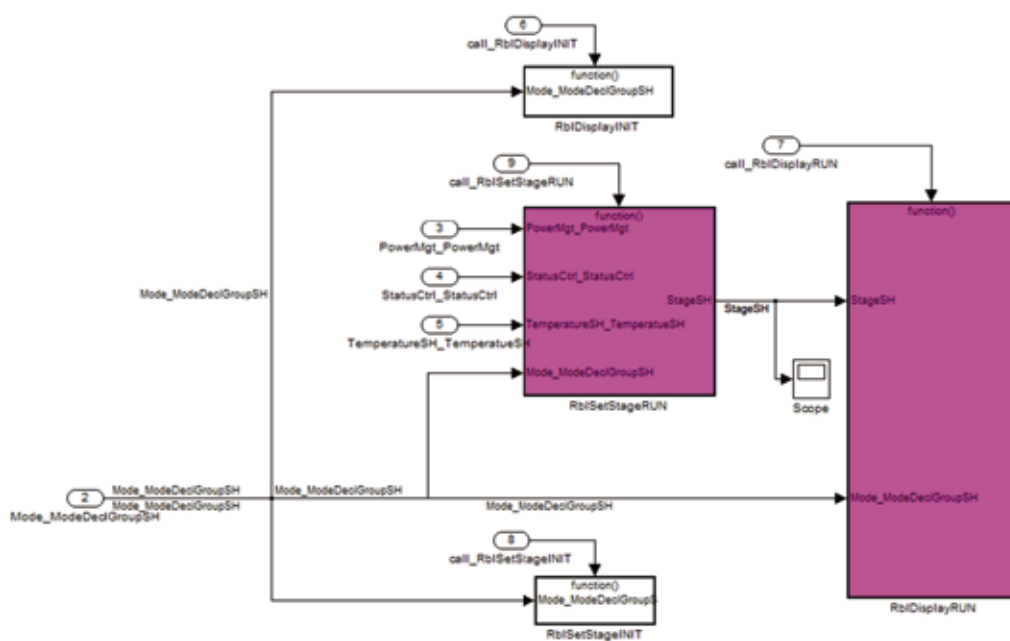 6
call_RblDisplayINIT
function()
Mode_ModeDeclGroupSH
RblDisplayINIT
7
call_RblDisplayRUN
9
call_RblSetStageRUN
function()
function()
3
PowerMgt_PowerMgt
PowerMgt_PowerMgt
4
StatusCtrl_StatusCtrl
StatusCtrl_StatusCtrl
Mode_ModeDeclGroupSH
StageSH
StageSH
StageSH
5
TemperatureSH_TemperatueSH
TemperatureSH_TemperatueSH
Mode_ModeDeclGroupSH
Scope
RblSetStageRUN
2
Mode_ModeDeclGroupSH
Mode_ModeDeclGroupSH
Mode_ModeDeclGroupSH
Mode_ModeDeclGroupSH
Mode_ModeDeclGroupSH
Mode_ModeDeclGroupSH
8
call_RblSetStageINIT
function()
Mode_ModeDeclGroupS
RblSetStageINIT
RblDisplayRUN